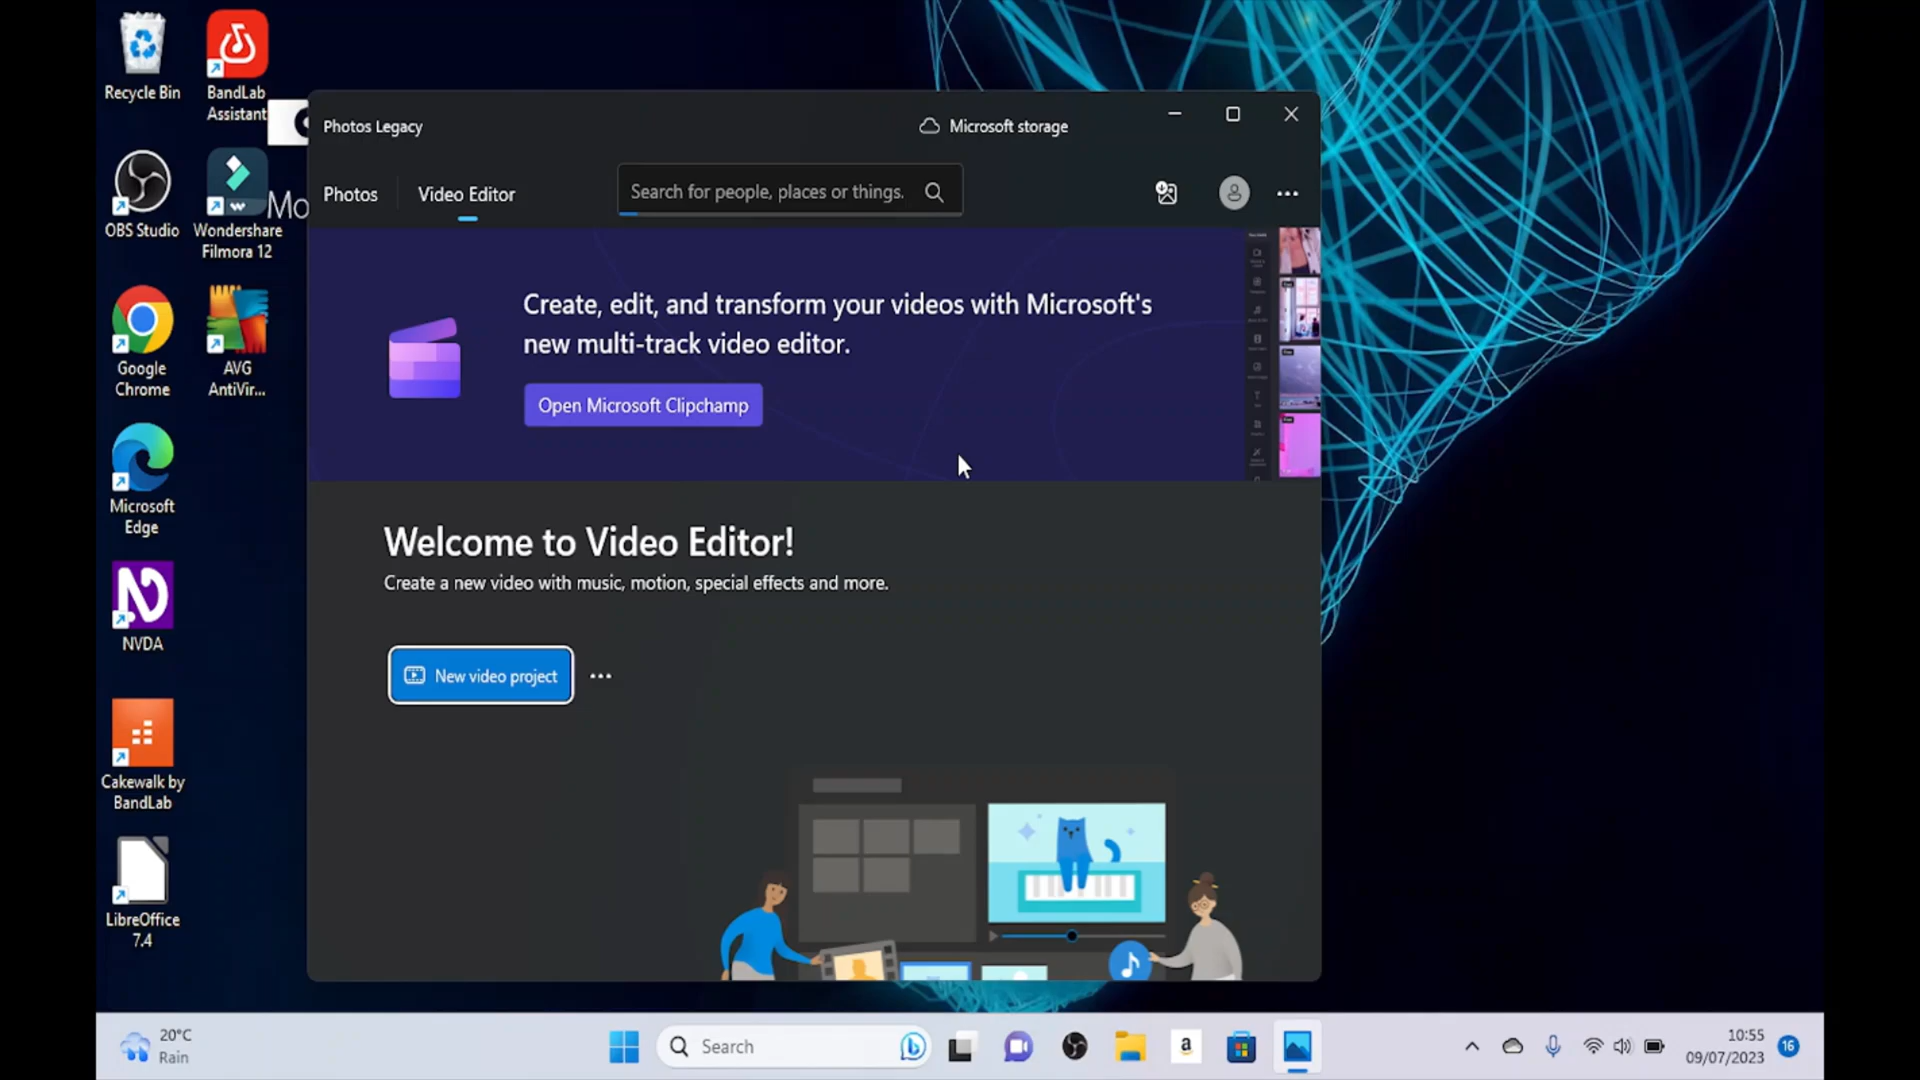 Recycle Bin
BandLab
Assistant
OBS Studio
Wondershare
Filmora 12
Mo
Google
Chrome
AVG
AntiVir...
Microsoft
Edge
NVDA
Cakewalk by
BandLab
LibreOffice
7.4
Photos Legacy
Microsoft storage
Photos
Video Editor
Search for people, places or things.
Create, edit, and transform your videos with Microsoft's
new multi-track video editor.
Open Microsoft Clipchamp
Welcome to Video Editor!
Create a new video with music, motion, special effects and more.
New video project
20°C
Rain
Search
10:55
09/07/2023
16